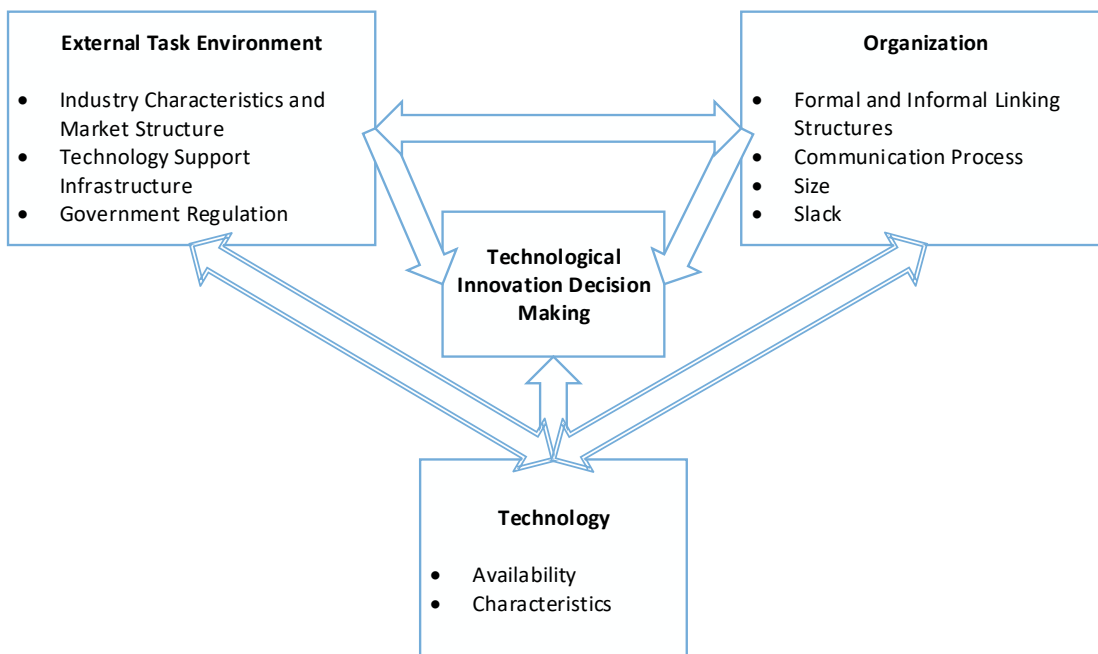 External Task Environment
• Industry Characteristics and
Market Structure
• Technology Support
Infrastructure
• Government Regulation
Organization
• Formal and Informal Linking
Structures
• Communication Process
• Size
• Slack
Technological
Innovation Decision
Making
Technology
• Availability
• Characteristics